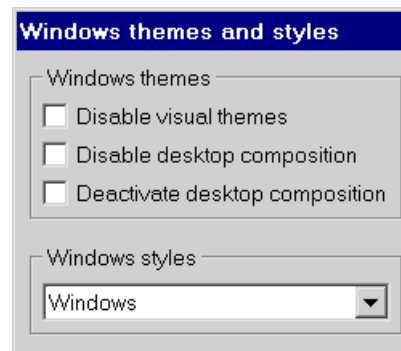 Windows themes and styles
Windows themes
Disable visual themes
Disable desktop composition
Deactivate desktop composition
Windows styles
Windows